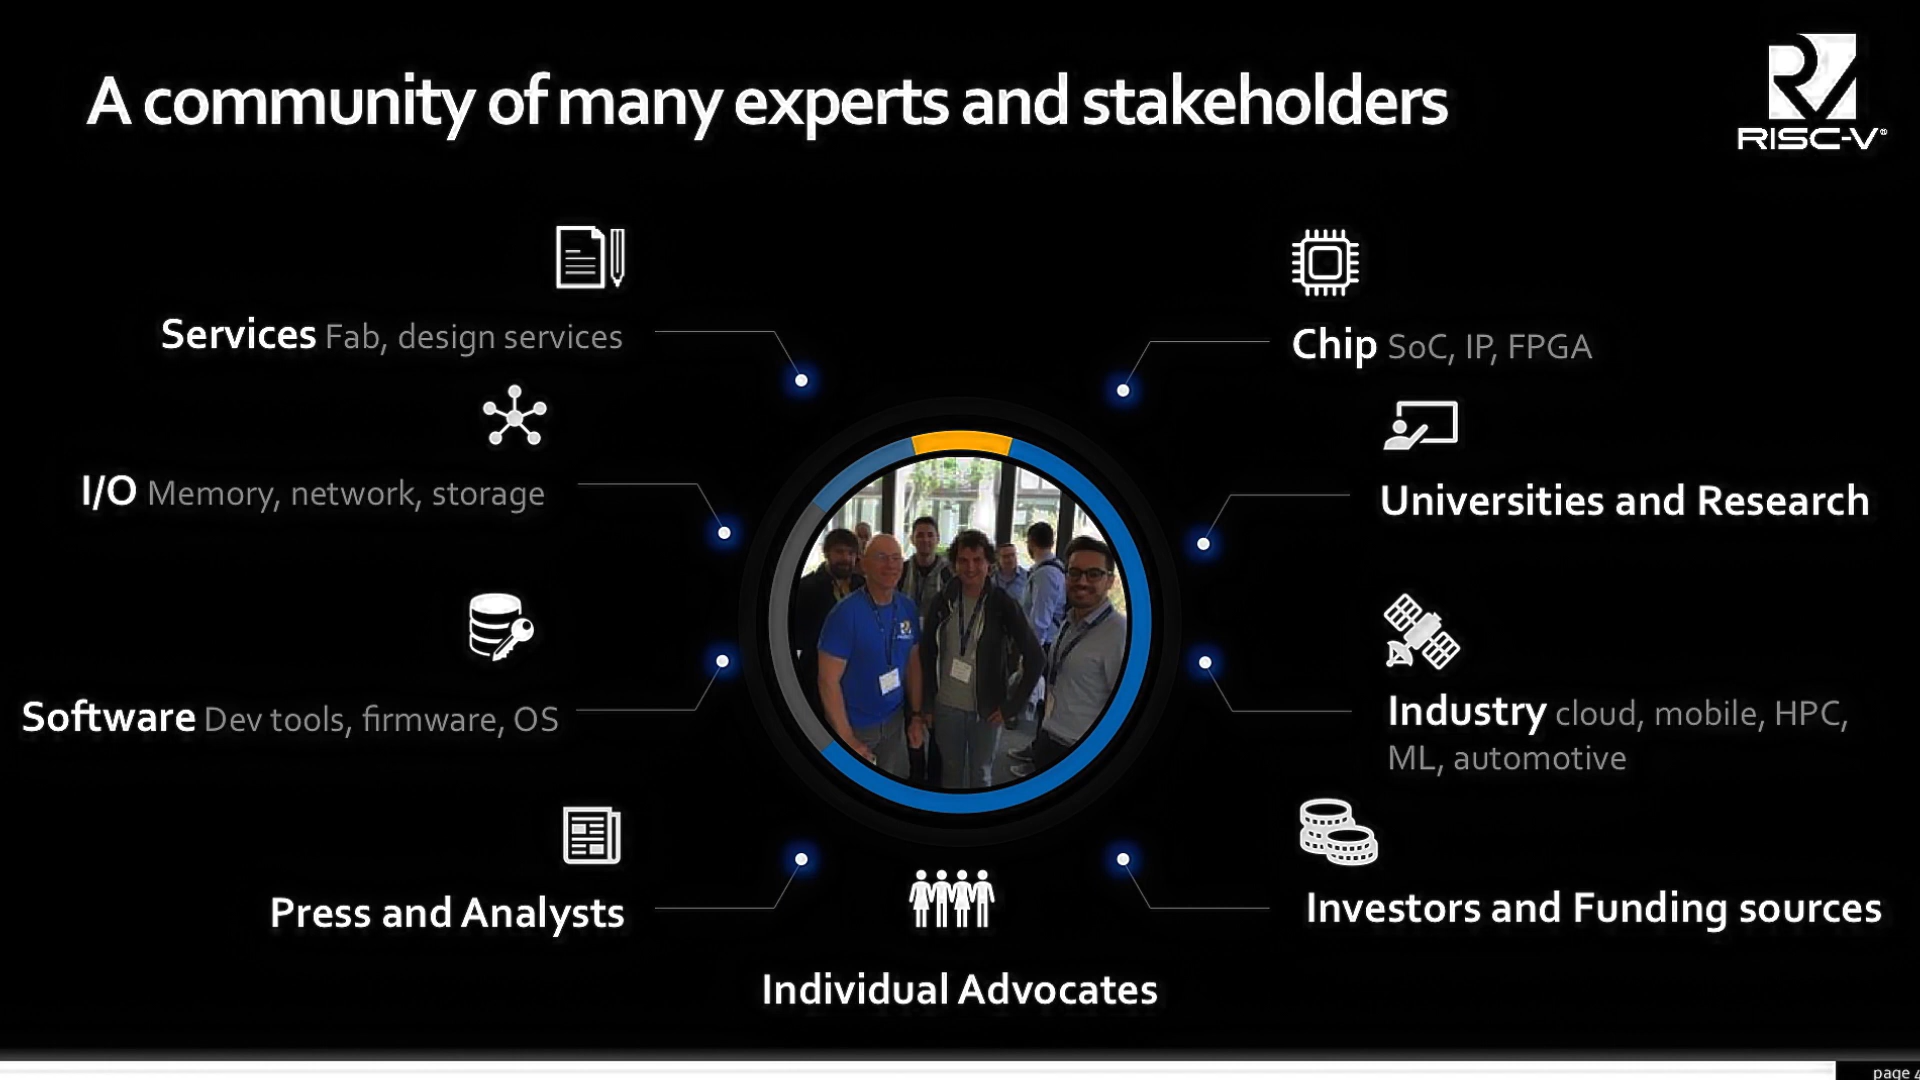 A community of many experts and stakeholders
RISC-V®
Services Fab, design services
Chip SoC, IP, FPGA
I/O Memory, network, storage
Universities and Research
Software Dev tools, firmware, OS
Industry cloud, mobile, HPC,
ML, automotive
Press and Analysts
Investors and Funding sources
Individual Advocates
page